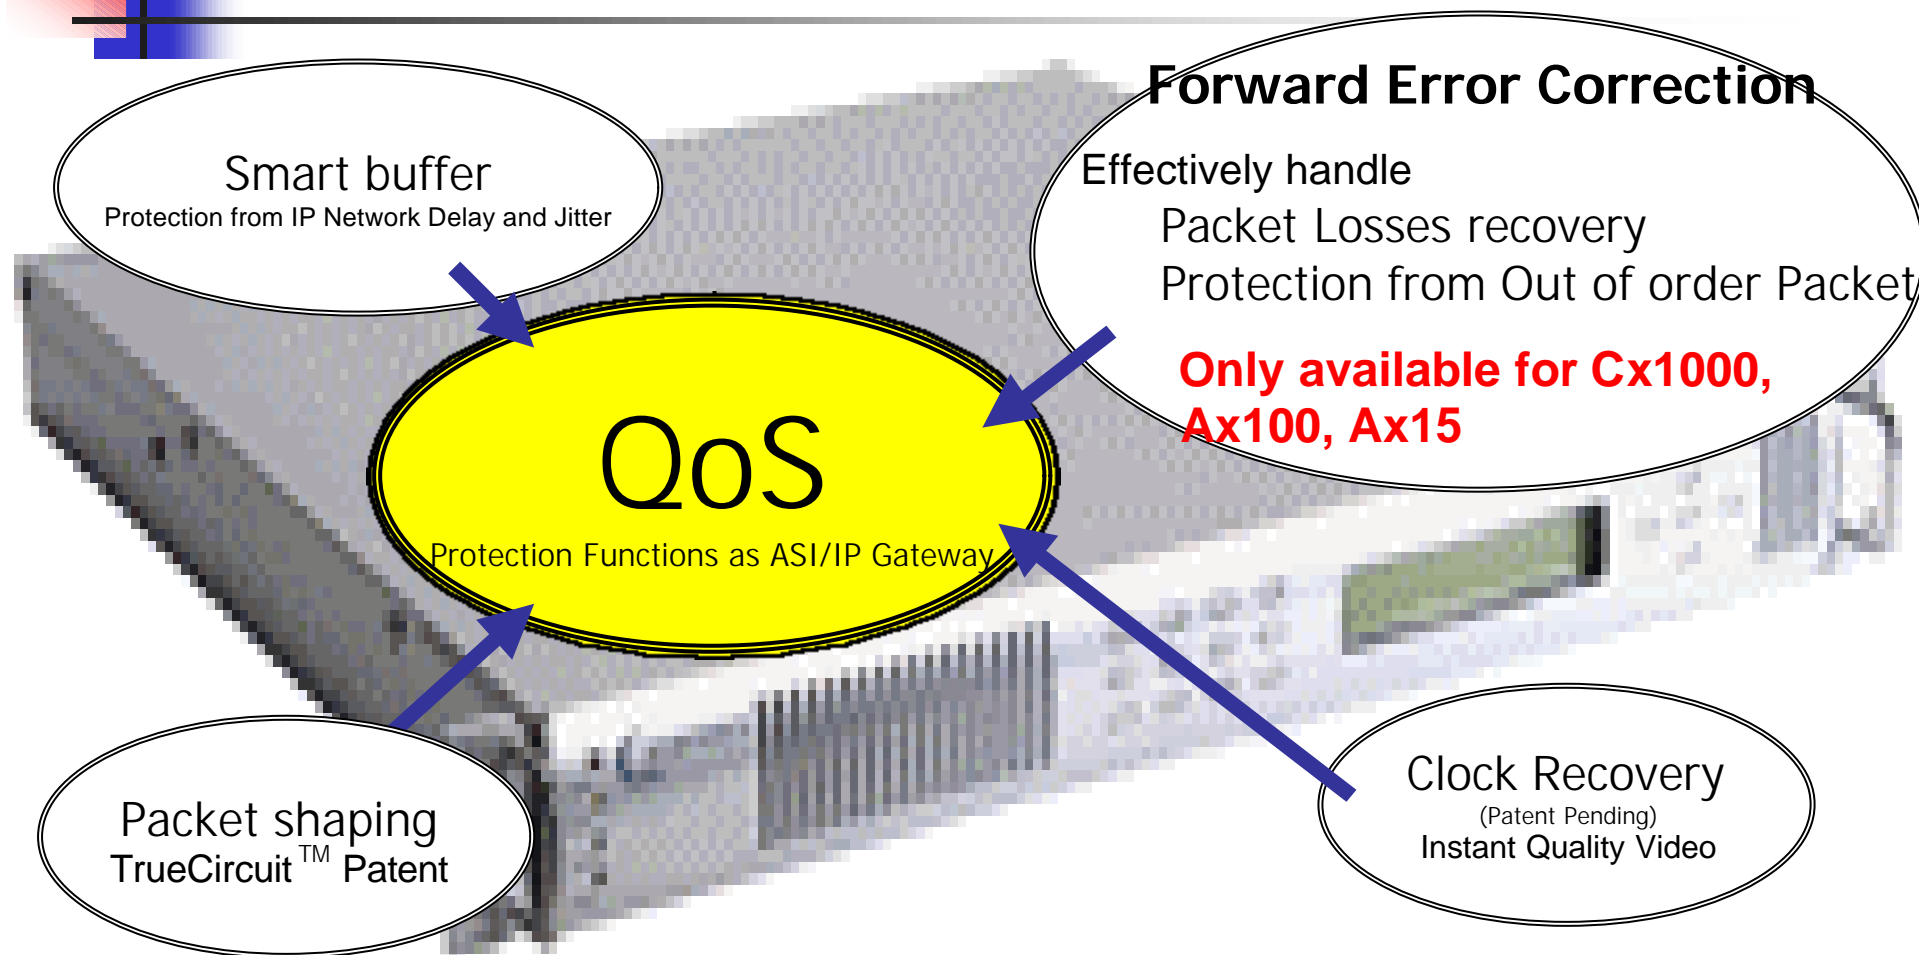 Forward Error Correction
Effectively handle
Packet Losses recovery
Protection from Out of order Packet
Only available for Cx1000,
Ax100, Ax15
Smart buffer
Protection from IP Network Delay and Jitter
QoS
Protection Functions as ASI/IP Gateway
Packet shaping
TrueCircuit™ Patent
Clock Recovery
(Patent Pending)
Instant Quality Video